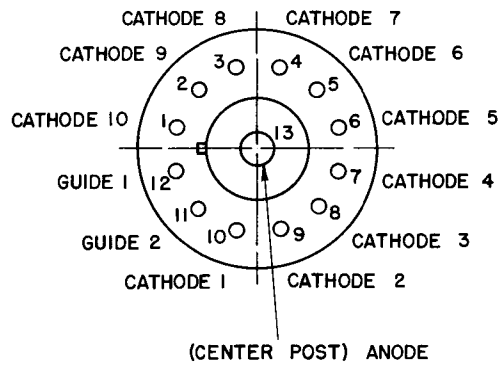 CATHODE 8 CATHODE 7
CATHODE 9 CATHODE 6
3 4
2 5
CATHODE 10 1 13 6 CATHODE 5
GUIDE 1 12 7 CATHODE 4
11 8
GUIDE 2 10 9 CATHODE 3
CATHODE 1 CATHODE 2
(CENTER POST) ANODE